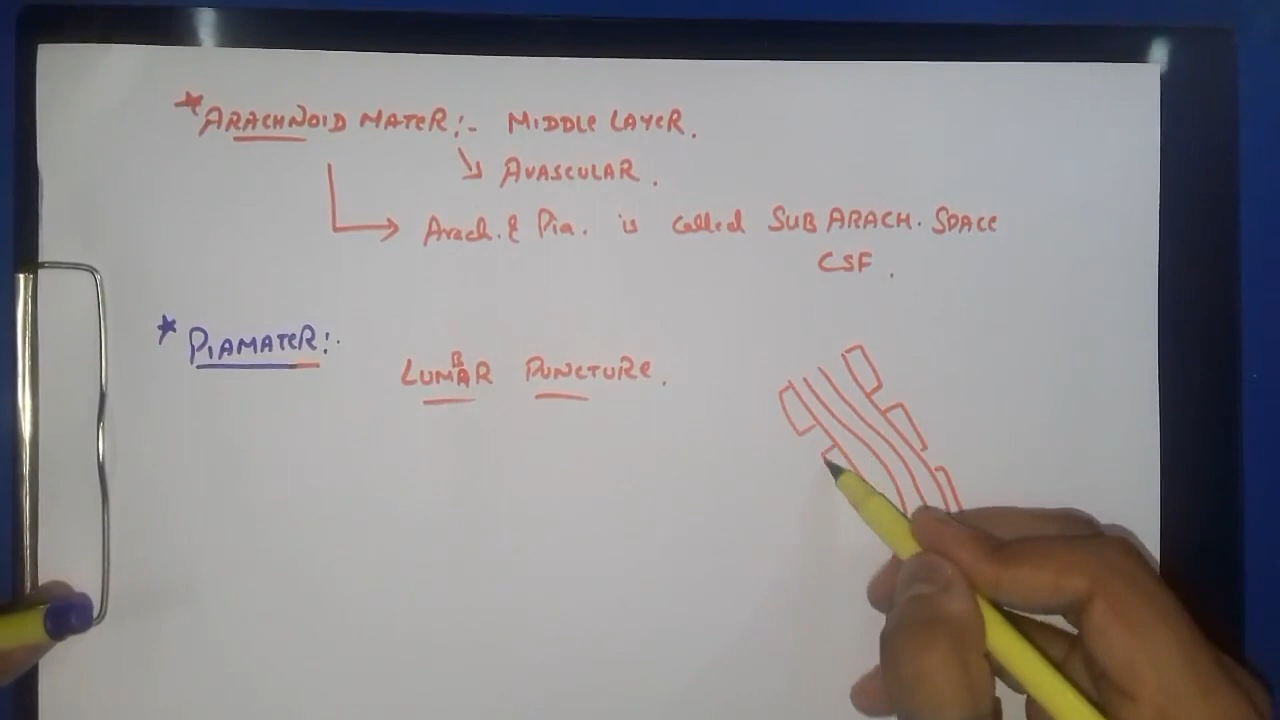 * ARACHNOID MATER:- MIDDLE LAYER.
↘ AVASCULAR.
→ Arach. & Pia. is called SUB ARACH. SPACE
CSF.
* PIAMATER:-
LUMBAR PUNCTURE.